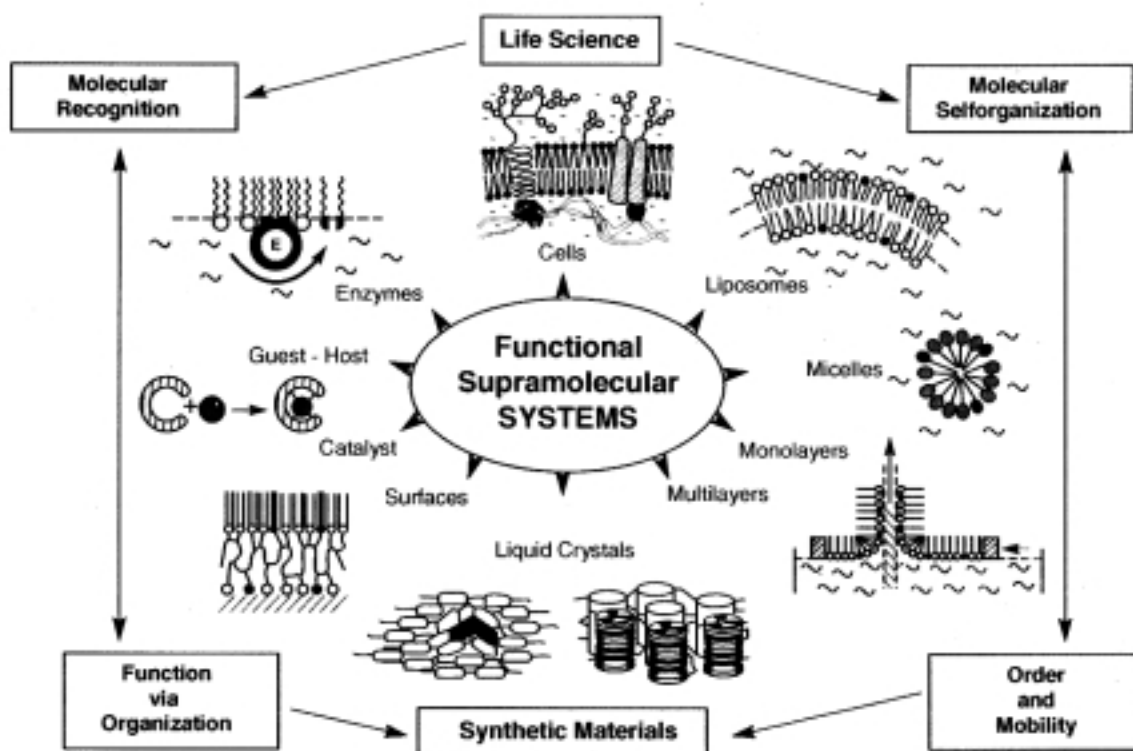 Life Science
Molecular
Recognition
Molecular
Selforganization
E
Cells
Enzymes
Liposomes
Functional
Supramolecular
SYSTEMS
Guest - Host
+
Micelles
Catalyst
Monolayers
Surfaces
Multilayers
Liquid Crystals
Function
via
Organization
Order
and
Mobility
Synthetic Materials